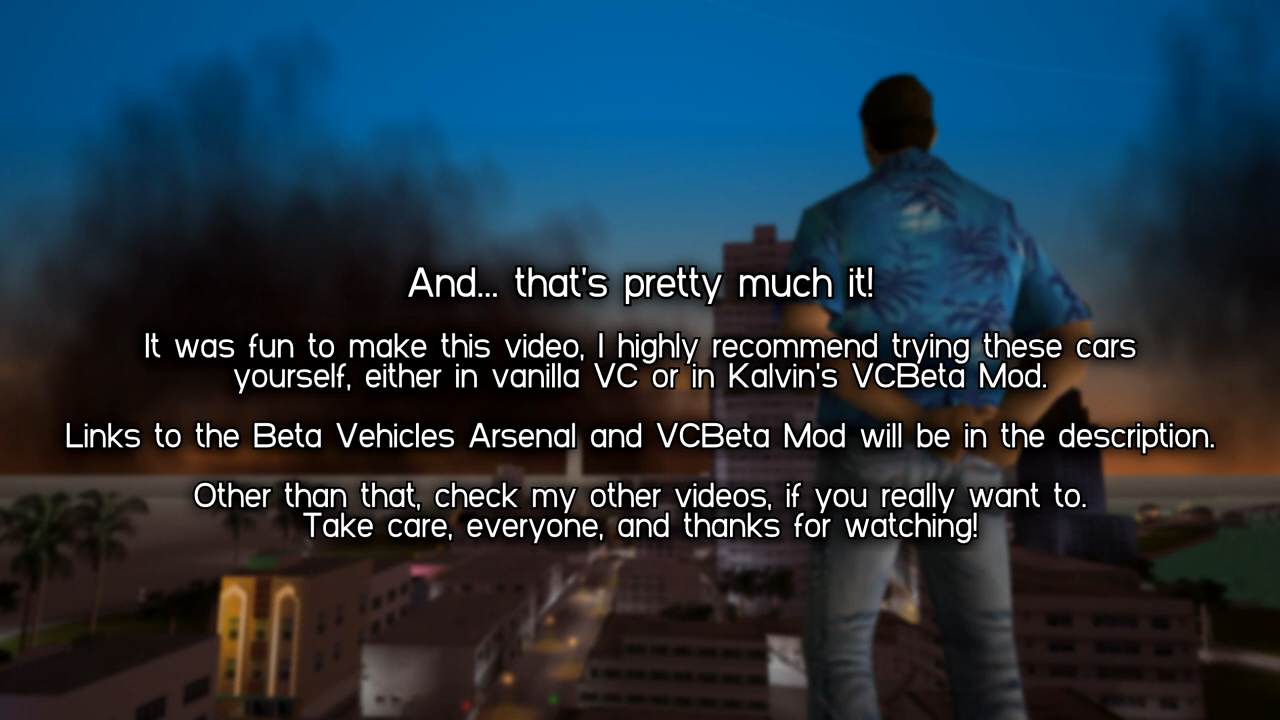 And... that's pretty much it!
It was fun to make this video, I highly recommend trying these cars
yourself, either in vanilla VC or in Kalvin's VCBeta Mod.
Links to the Beta Vehicles Arsenal and VCBeta Mod will be in the description.
Other than that, check my other videos, if you really want to.
Take care, everyone, and thanks for watching!